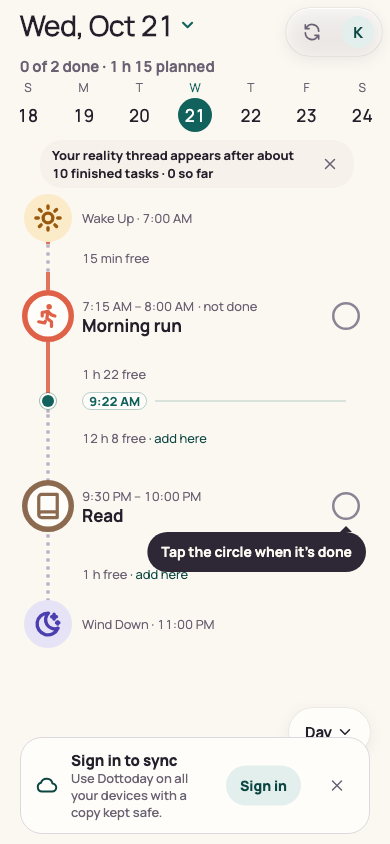 Wed, Oct 21
K
0 of 2 done · 1 h 15 planned
S M T W T F S
18 19 20 21 22 23 24
Your reality thread appears after about
10 finished tasks · 0 so far
Wake Up · 7:00 AM
15 min free
7:15 AM – 8:00 AM · not done
Morning run
1 h 22 free
9:22 AM
12 h 8 free · add here
9:30 PM – 10:00 PM
Read
Tap the circle when it's done
1 h free · add here
Wind Down · 11:00 PM
Day
Sign in to sync
Use Dottoday on all
your devices with a
copy kept safe.
Sign in